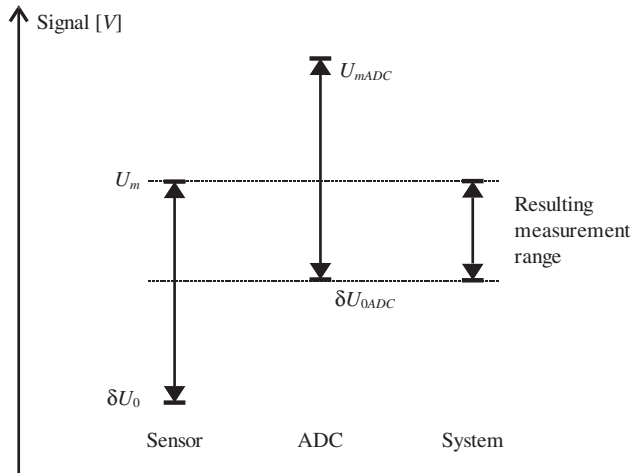 Signal [V]
U_mADC
U_m
Resulting
measurement
range
δU_0ADC
δU_0
Sensor ADC System